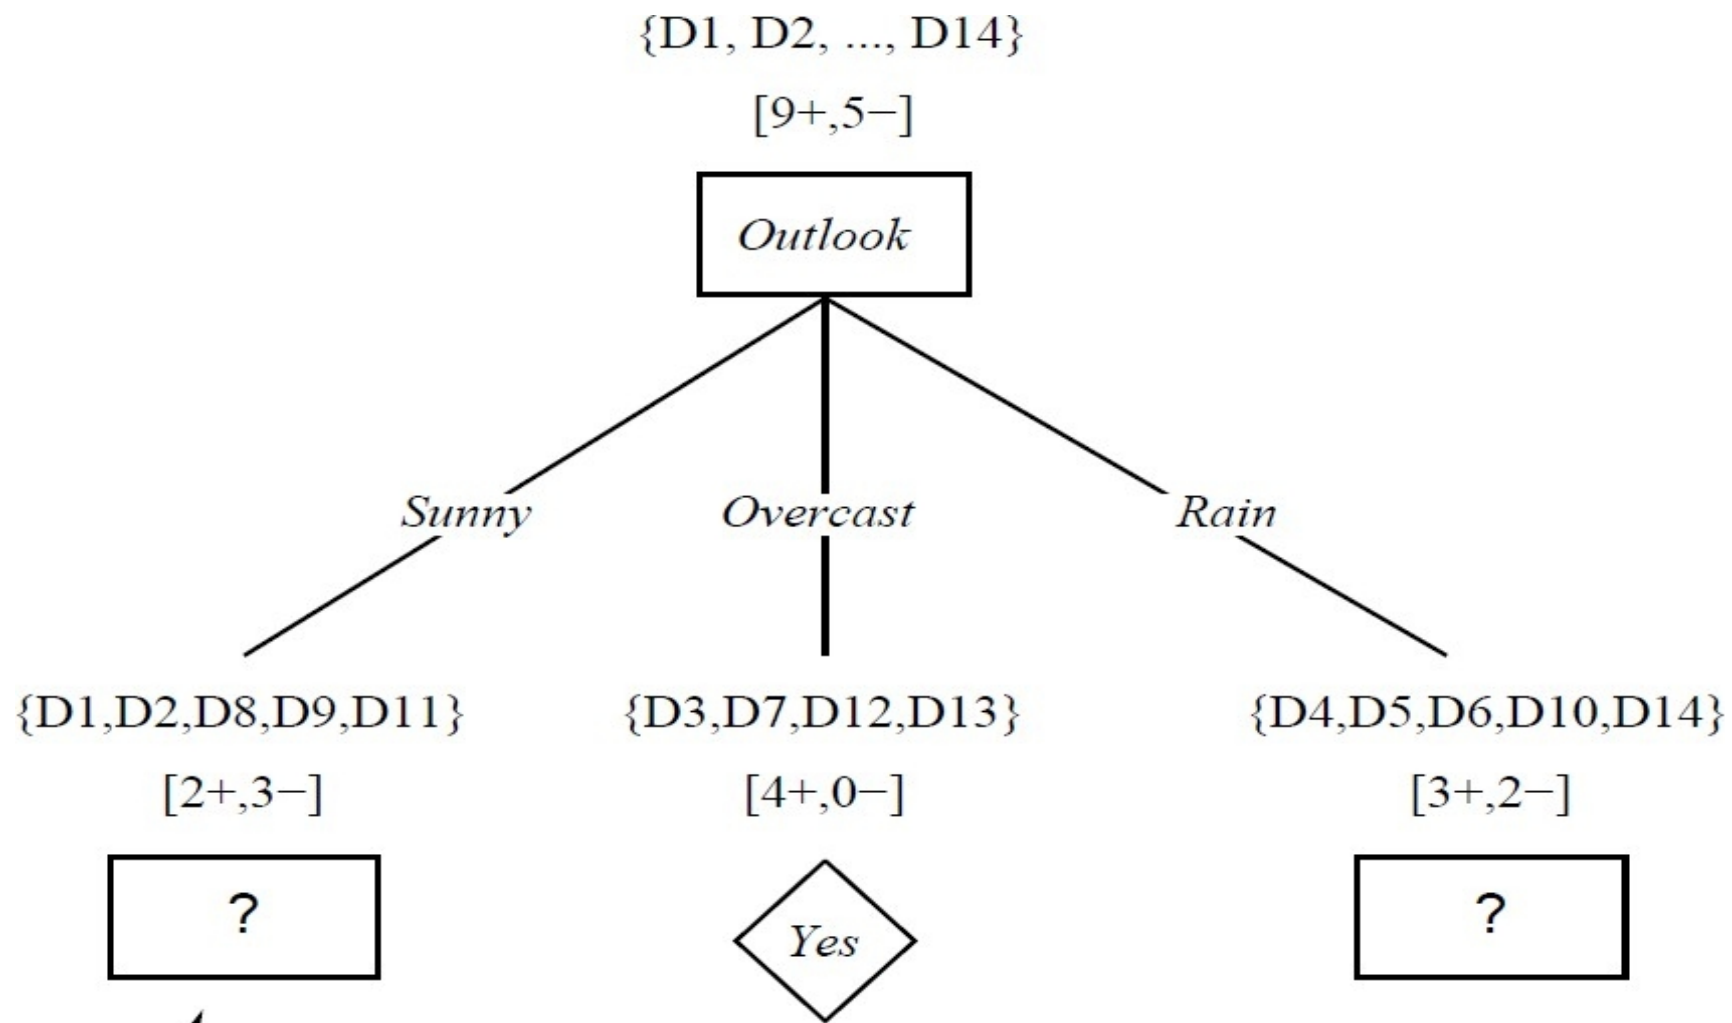 {D1, D2, ..., D14}
[9+,5−]
Outlook
Sunny Overcast Rain
{D1,D2,D8,D9,D11} {D3,D7,D12,D13} {D4,D5,D6,D10,D14}
[2+,3−] [4+,0−] [3+,2−]
? Yes ?